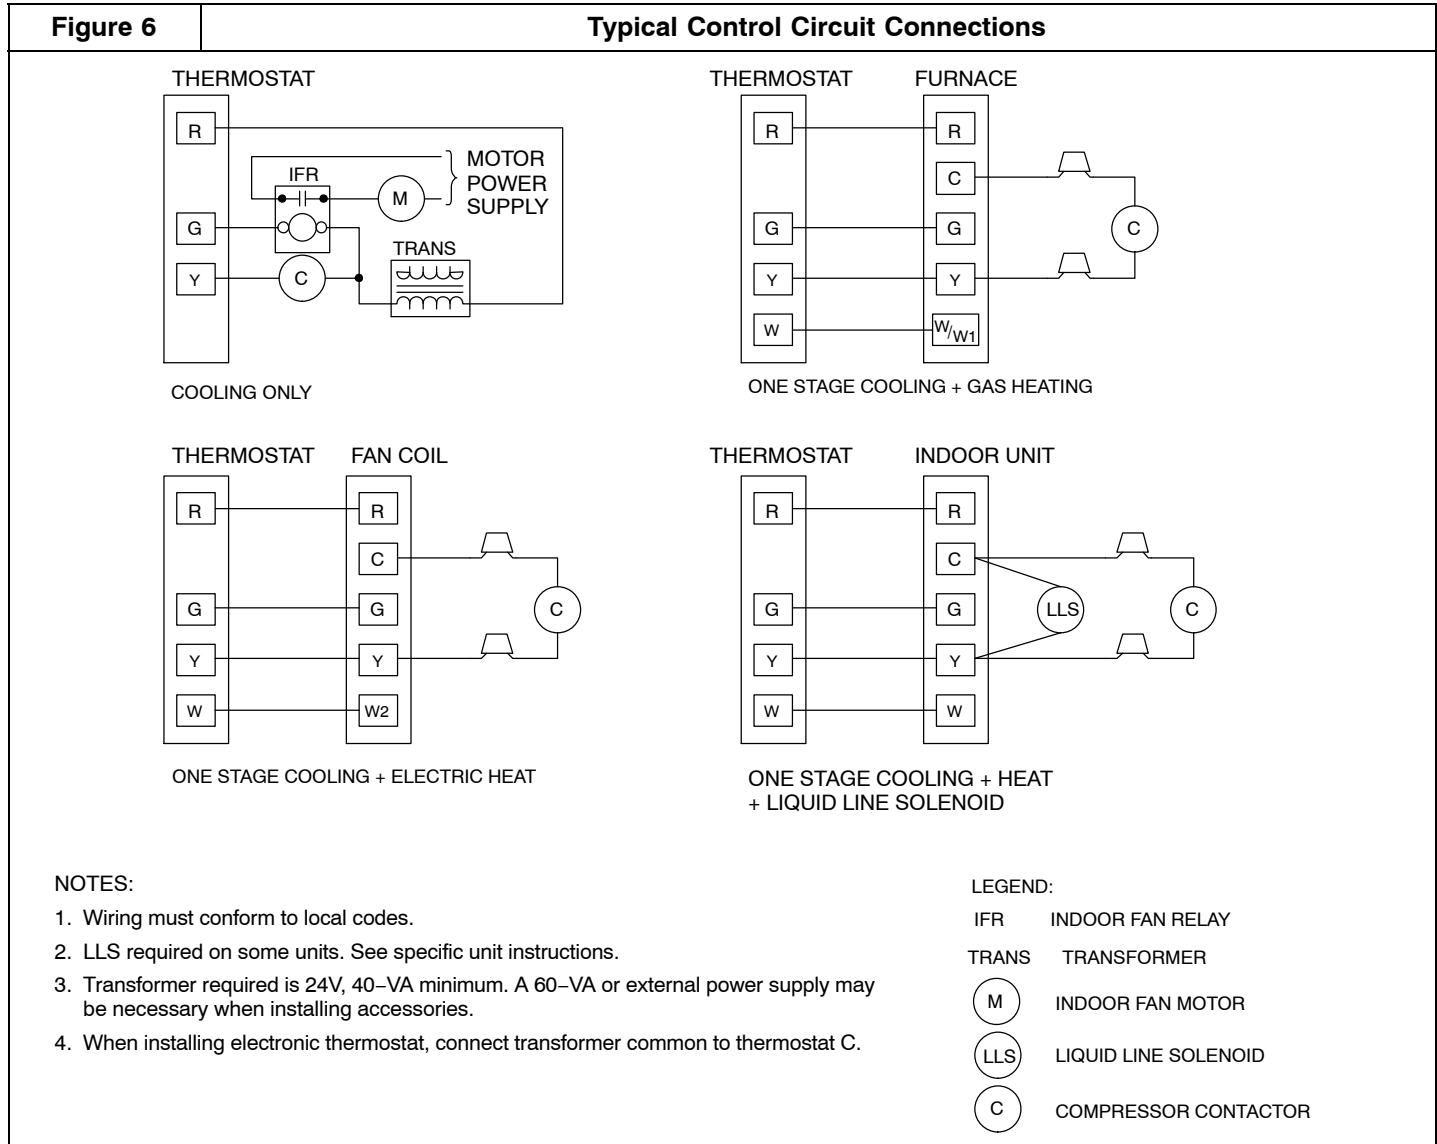 Figure 6
Typical Control Circuit Connections
THERMOSTAT
R
G
Y
IFR
M
MOTOR
POWER
SUPPLY
C
TRANS
COOLING ONLY
THERMOSTAT FURNACE
R R
C
G G
C
Y Y
W W/W1
ONE STAGE COOLING + GAS HEATING
THERMOSTAT FAN COIL
R R
C
G G
C
Y Y
W W2
ONE STAGE COOLING + ELECTRIC HEAT
THERMOSTAT INDOOR UNIT
R R
C
G G
LLS C
Y Y
W W
ONE STAGE COOLING + HEAT
+ LIQUID LINE SOLENOID
NOTES:
1. Wiring must conform to local codes.
2. LLS required on some units. See specific unit instructions.
3. Transformer required is 24V, 40−VA minimum. A 60−VA or external power supply may
be necessary when installing accessories.
4. When installing electronic thermostat, connect transformer common to thermostat C.
LEGEND:
IFR INDOOR FAN RELAY
TRANS TRANSFORMER
M INDOOR FAN MOTOR
LLS LIQUID LINE SOLENOID
C COMPRESSOR CONTACTOR